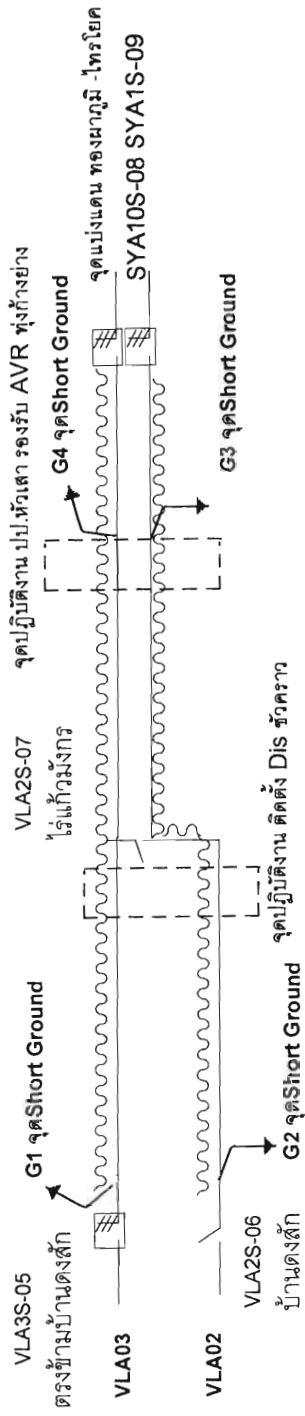 VLA3S-05
ตรงข้ามบ้านดงสัก
G1 จุดShort Ground
VLA2S-07
ไร่แก้วมังกร
จุดปฏิบัติงาน ปป.หัวเสา รองรับ AVR ทุ่งก้างย่าง
G4 จุดShort Ground
จุดแบ่งแดน ทองผาภูมิ -ไทรโยค
SYA10S-08 SYA1S-09
VLA03
VLA02
G3 จุดShort Ground
VLA2S-06
บ้านดงสัก
G2 จุดShort Ground
จุดปฏิบัติงาน ติดตั้ง Dis ชั่วคราว